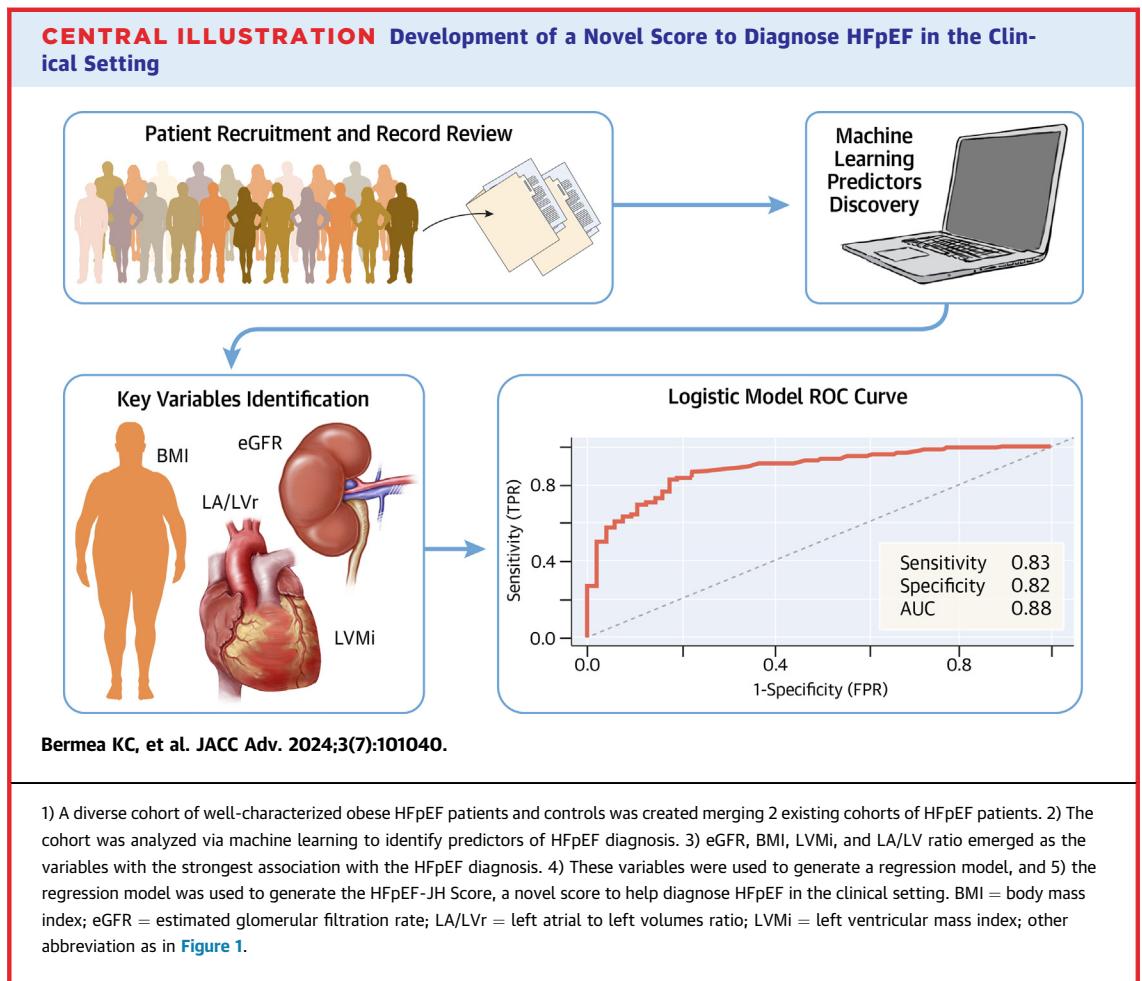 CENTRAL ILLUSTRATION Development of a Novel Score to Diagnose HFpEF in the Clin-
ical Setting
Patient Recruitment and Record Review
Machine
Learning
Predictors
Discovery
Key Variables Identification
BMI
eGFR
LA/LVr
LVMi
Logistic Model ROC Curve
Sensitivity (TPR)
0.8
0.4
0.0
Sensitivity 0.83
Specificity 0.82
AUC 0.88
0.0 0.4 0.8
1-Specificity (FPR)
Bermea KC, et al. JACC Adv. 2024;3(7):101040.
1) A diverse cohort of well-characterized obese HFpEF patients and controls was created merging 2 existing cohorts of HFpEF patients. 2) The
cohort was analyzed via machine learning to identify predictors of HFpEF diagnosis. 3) eGFR, BMI, LVMi, and LA/LV ratio emerged as the
variables with the strongest association with the HFpEF diagnosis. 4) These variables were used to generate a regression model, and 5) the
regression model was used to generate the HFpEF-JH Score, a novel score to help diagnose HFpEF in the clinical setting. BMI = body mass
index; eGFR = estimated glomerular filtration rate; LA/LVr = left atrial to left volumes ratio; LVMi = left ventricular mass index; other
abbreviation as in Figure 1.